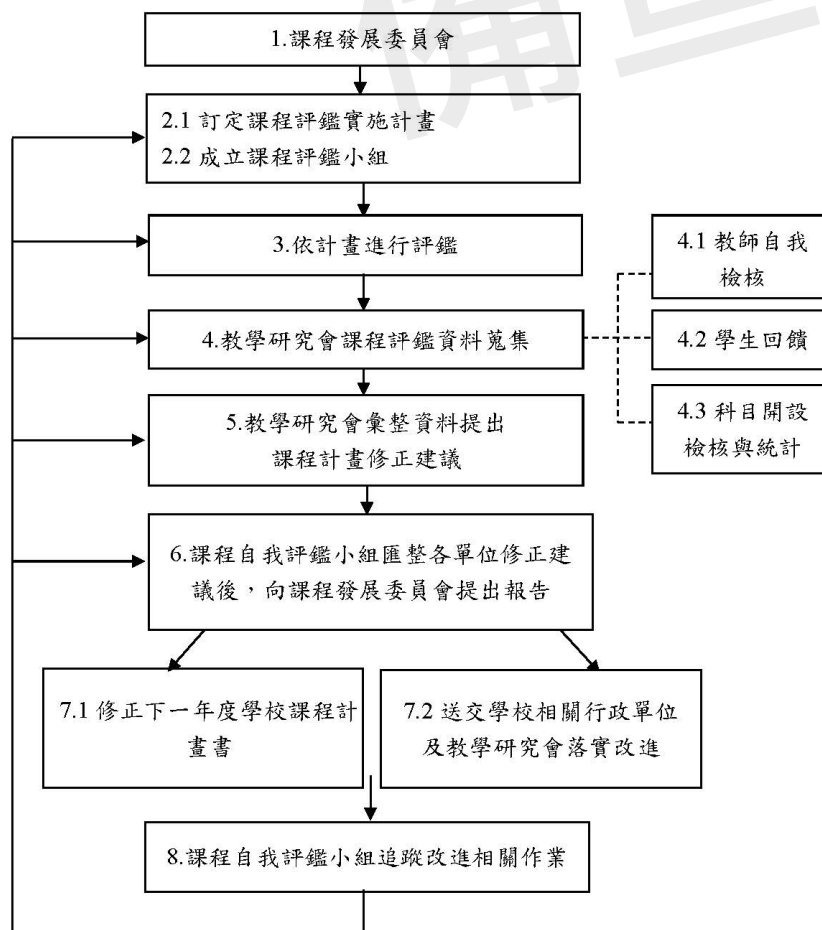 1.課程發展委員會
2.1 訂定課程評鑑實施計畫
2.2 成立課程評鑑小組
3.依計畫進行評鑑
4.教學研究會課程評鑑資料蒐集
4.1 教師自我
檢核
4.2 學生回饋
4.3 科目開設
檢核與統計
5.教學研究會彙整資料提出
課程計畫修正建議
6.課程自我評鑑小組匯整各單位修正建
議後，向課程發展委員會提出報告
7.1 修正下一年度學校課程計
畫書
7.2 送交學校相關行政單位
及教學研究會落實改進
8.課程自我評鑑小組追蹤改進相關作業